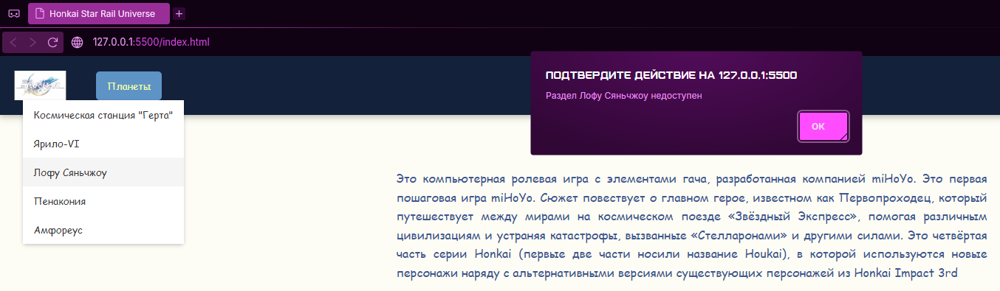 Honkai Star Rail Universe
127.0.0.1:5500/index.html
Планеты
ПОДТВЕРДИТЕ ДЕЙСТВИЕ НА 127.0.0.1:5500
Раздел Лофу Сяньчжоу недоступен
OK
Космическая станция "Герта"
Ярило-VI
Лофу Сяньчжоу
Пенакония
Амфореус
Это компьютерная ролевая игра с элементами гача, разработанная компанией miHoYo. Это первая
пошаговая игра miHoYo. Сюжет повествует о главном герое, известном как Первопроходец, который
путешествует между мирами на космическом поезде «Звёздный Экспресс», помогая различным
цивилизациям и устраняя катастрофы, вызванные «Стелларонами» и другими силами. Это четвёртая
часть серии Honkai (первые две части носили название Houkai), в которой используются новые
персонажи наряду с альтернативными версиями существующих персонажей из Honkai Impact 3rd